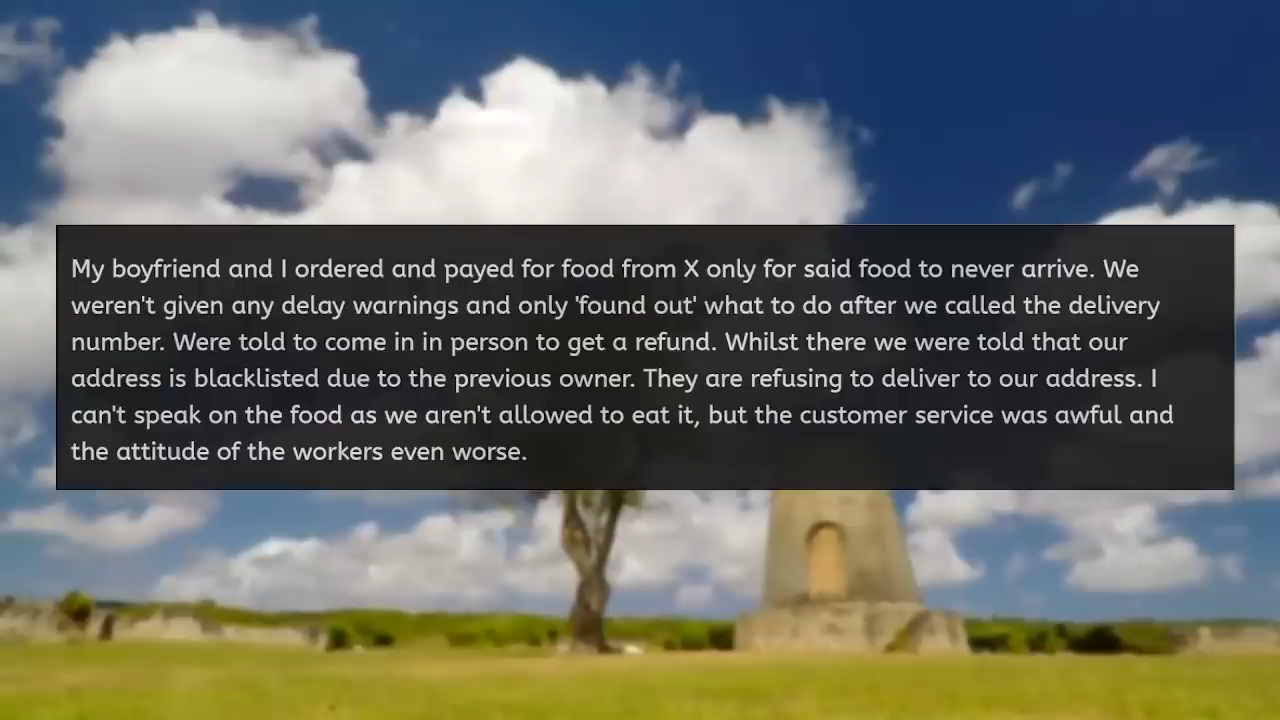 My boyfriend and I ordered and payed for food from X only for said food to never arrive. We
weren't given any delay warnings and only 'found out' what to do after we called the delivery
number. Were told to come in in person to get a refund. Whilst there we were told that our
address is blacklisted due to the previous owner. They are refusing to deliver to our address. I
can't speak on the food as we aren't allowed to eat it, but the customer service was awful and
the attitude of the workers even worse.